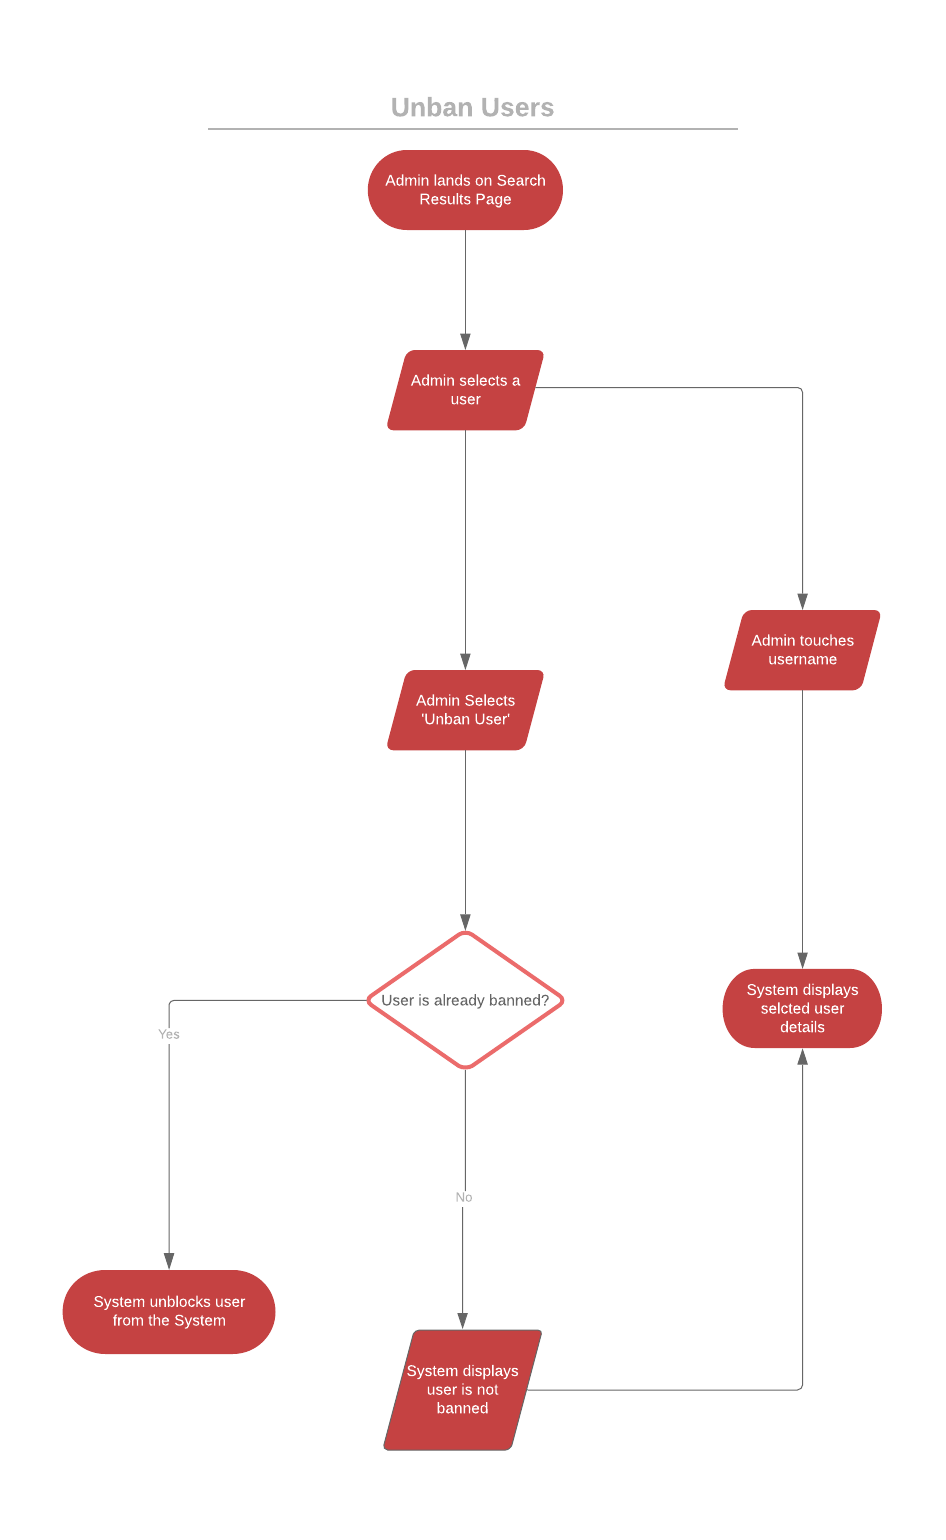 Unban Users
Admin lands on Search
Results Page
Admin selects a
user
Admin touches
username
Admin Selects
'Unban User'
User is already banned?
System displays
selcted user
details
Yes
No
System unblocks user
from the System
System displays
user is not
banned